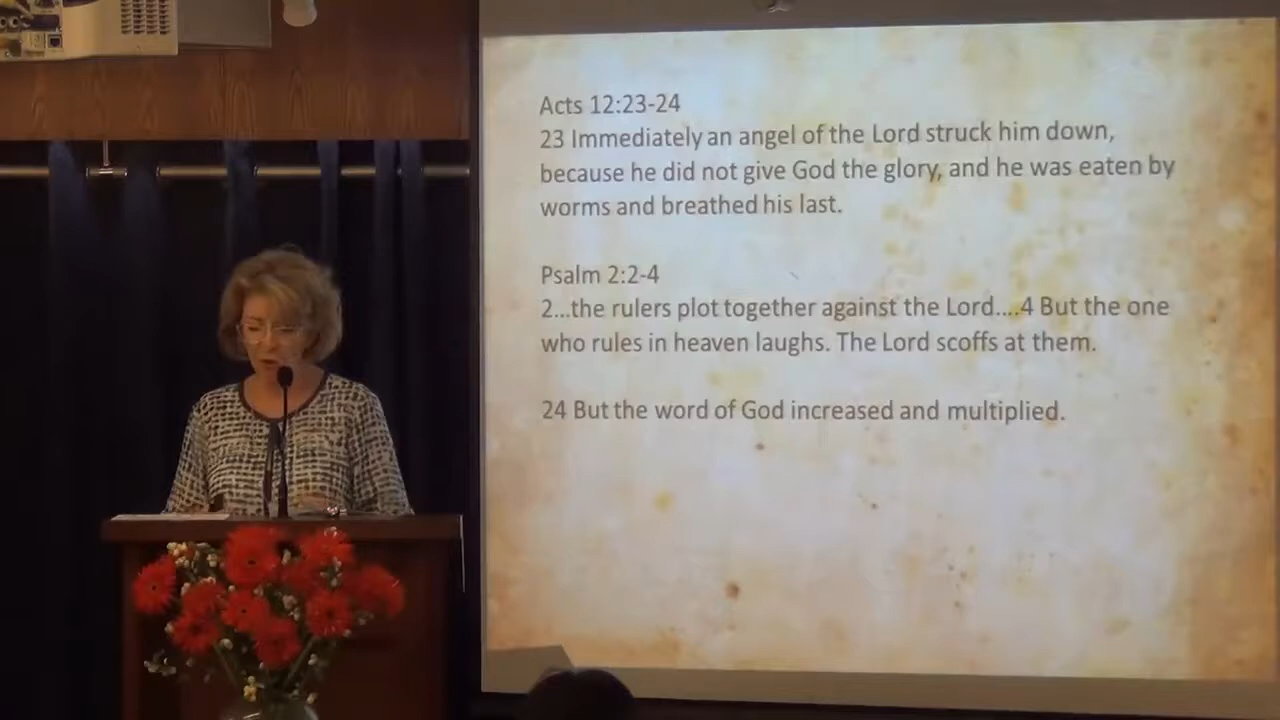 Acts 12:23-24
23 Immediately an angel of the Lord struck him down,
because he did not give God the glory, and he was eaten by
worms and breathed his last.
Psalm 2:2-4
2...the rulers plot together against the Lord....4 But the one
who rules in heaven laughs. The Lord scoffs at them.
24 But the word of God increased and multiplied.